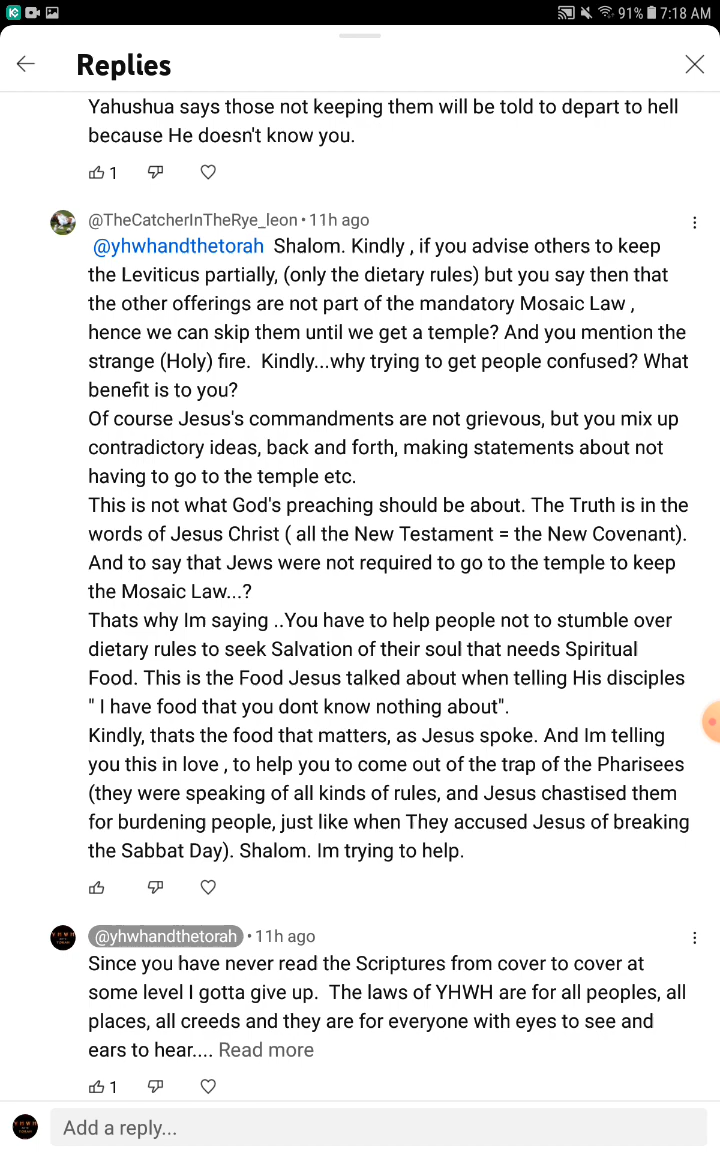 91% 7:18 AM
Replies
Yahushua says those not keeping them will be told to depart to hell
because He doesn't know you.
1
@TheCatcherInTheRye_leon • 11h ago
@yhwhandthetorah Shalom. Kindly , if you advise others to keep
the Leviticus partially, (only the dietary rules) but you say then that
the other offerings are not part of the mandatory Mosaic Law ,
hence we can skip them until we get a temple? And you mention the
strange (Holy) fire.  Kindly...why trying to get people confused? What
benefit is to you?
Of course Jesus's commandments are not grievous, but you mix up
contradictory ideas, back and forth, making statements about not
having to go to the temple etc.
This is not what God's preaching should be about. The Truth is in the
words of Jesus Christ ( all the New Testament = the New Covenant).
And to say that Jews were not required to go to the temple to keep
the Mosaic Law...?
Thats why Im saying ..You have to help people not to stumble over
dietary rules to seek Salvation of their soul that needs Spiritual
Food. This is the Food Jesus talked about when telling His disciples
" I have food that you dont know nothing about".
Kindly, thats the food that matters, as Jesus spoke. And Im telling
you this in love , to help you to come out of the trap of the Pharisees
(they were speaking of all kinds of rules, and Jesus chastised them
for burdening people, just like when They accused Jesus of breaking
the Sabbat Day). Shalom. Im trying to help.
@yhwhandthetorah • 11h ago
Since you have never read the Scriptures from cover to cover at
some level I gotta give up.  The laws of YHWH are for all peoples, all
places, all creeds and they are for everyone with eyes to see and
ears to hear.... Read more
1
Add a reply...